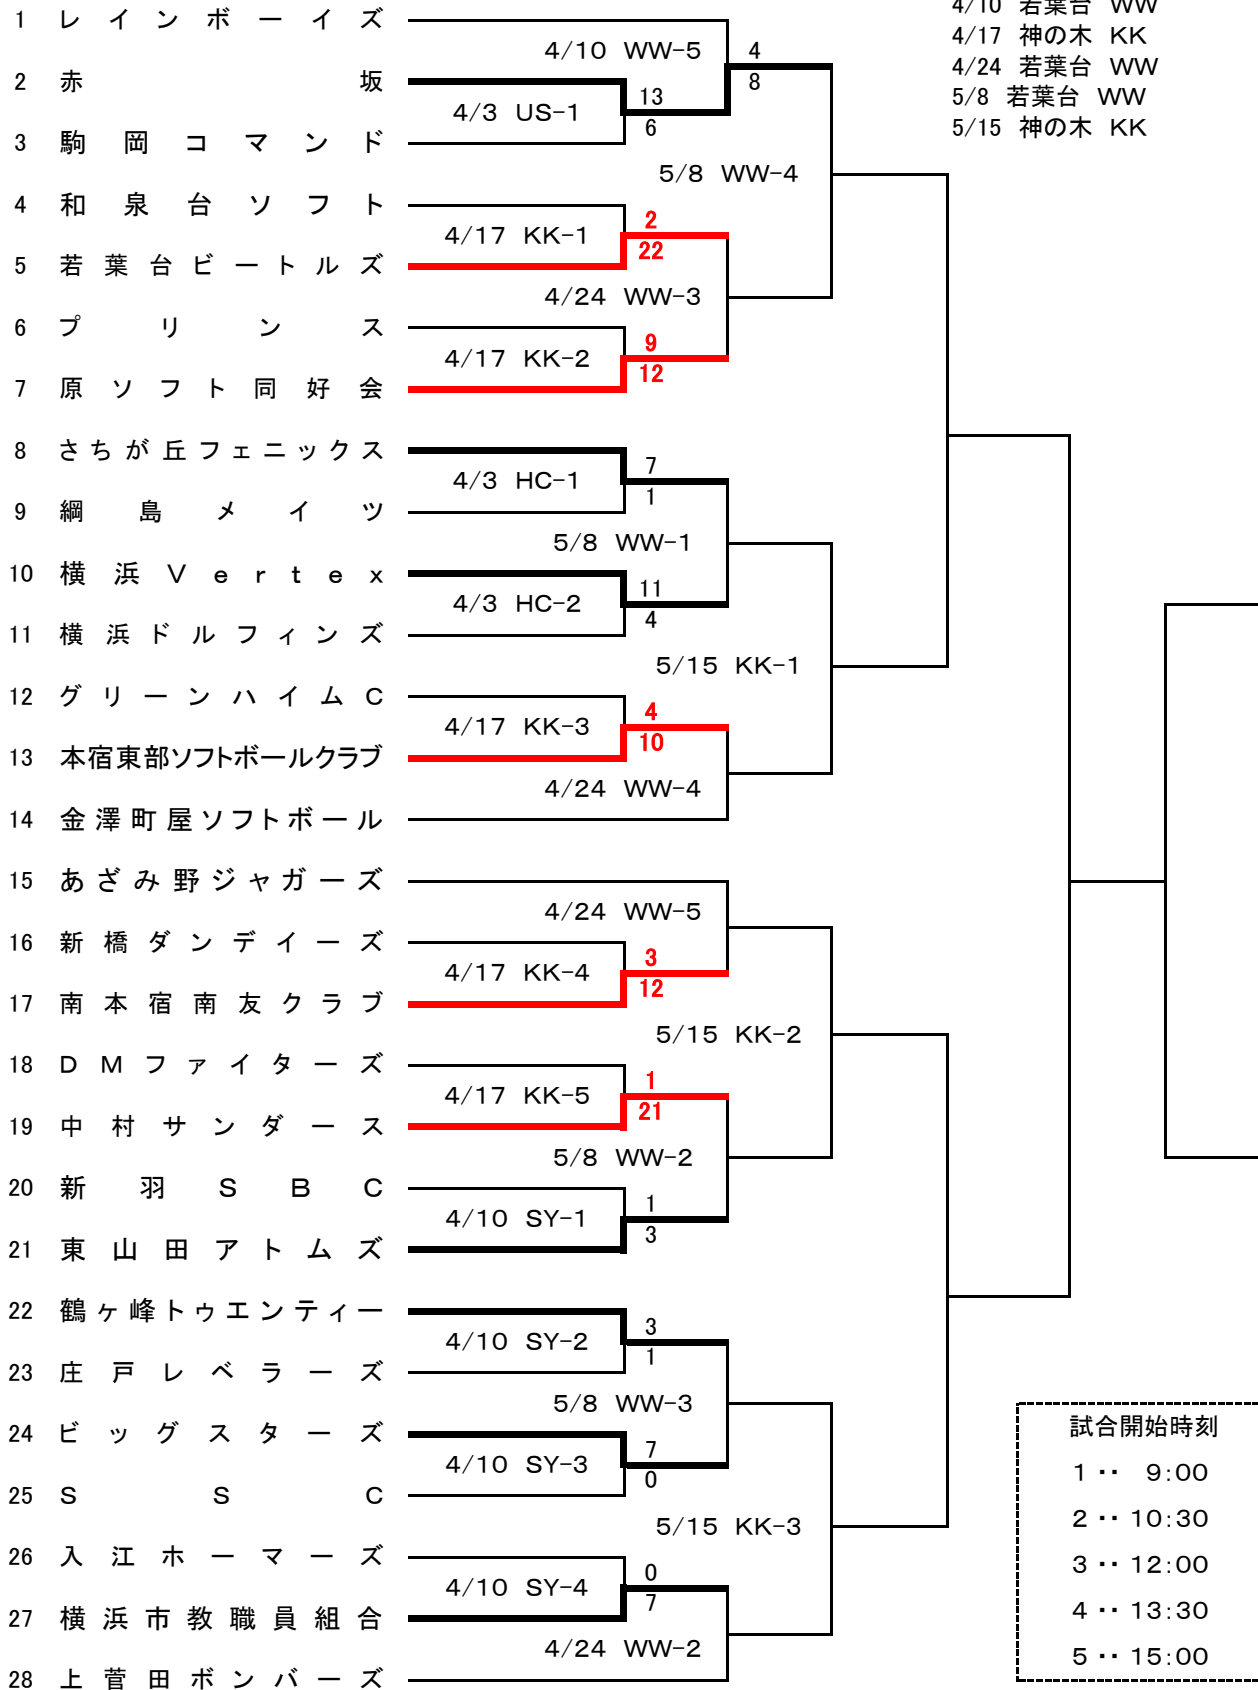 4/10 若葉台 WW
1 レインボーイズ
4/10 WW-5 4
4/17 神の木 KK
4/24 若葉台 WW
2 赤坂
8
13
5/8 若葉台 WW
4/3 US-1
6
5/15 神の木 KK
3 駒岡コマンド
5/8 WW-4
4 和泉台ソフト
2
4/17 KK-1
22
5 若葉台ビートルズ
4/24 WW-3
6 プリンス
9
4/17 KK-2
12
7 原ソフト同好会
8 さちが丘フェニックス
7
4/3 HC-1
1
9 綱島メイツ
5/8 WW-1
10 横浜Vertex
11
4/3 HC-2
4
11 横浜ドルフィンズ
5/15 KK-1
12 グリーンハイムC
4
4/17 KK-3
10
13 本宿東部ソフトボールクラブ
4/24 WW-4
14 金澤町屋ソフトボール
15 あざみ野ジャガーズ
4/24 WW-5
16 新橋ダンデイーズ
3
4/17 KK-4
12
17 南本宿南友クラブ
5/15 KK-2
18 DMファイターズ
1
4/17 KK-5
21
19 中村サンダース
5/8 WW-2
20 新羽SBC
1
4/10 SY-1
3
21 東山田アトムズ
22 鶴ヶ峰トゥエンティー
3
4/10 SY-2
1
23 庄戸レベラーズ
5/8 WW-3
24 ビッグスターズ
7
4/10 SY-3
0
25 SSC
5/15 KK-3
26 入江ホーマーズ
0
4/10 SY-4
7
27 横浜市教職員組合
4/24 WW-2
28 上菅田ボンバーズ
試合開始時刻
1 ‥ 9:00
2 ‥ 10:30
3 ‥ 12:00
4 ‥ 13:30
5 ‥ 15:00